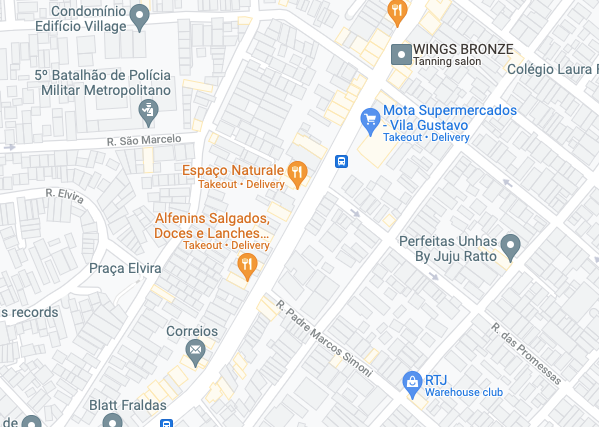 Condomínio
Edifício Village
WINGS BRONZE
Tanning salon
Colégio Laura
5º Batalhão de Polícia
Militar Metropolitano
Mota Supermercados
- Vila Gustavo
Takeout • Delivery
R. São Marcelo
Espaço Naturale
Takeout • Delivery
R. Elvira
Alfenins Salgados,
Doces e Lanches...
Takeout • Delivery
Perfeitas Unhas
By Juju Ratto
Praça Elvira
s records
R. Padre Marcos Simoni
R. das Promessas
Correios
RTJ
Warehouse club
Blatt Fraldas
de